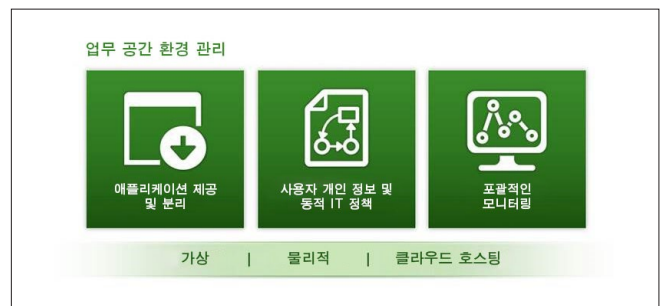 업무 공간 환경 관리
애플리케이션 제공
및 분리
사용자 개인 정보 및
동적 IT 정책
포괄적인
모니터링
가상 | 물리적 | 클라우드 호스팅